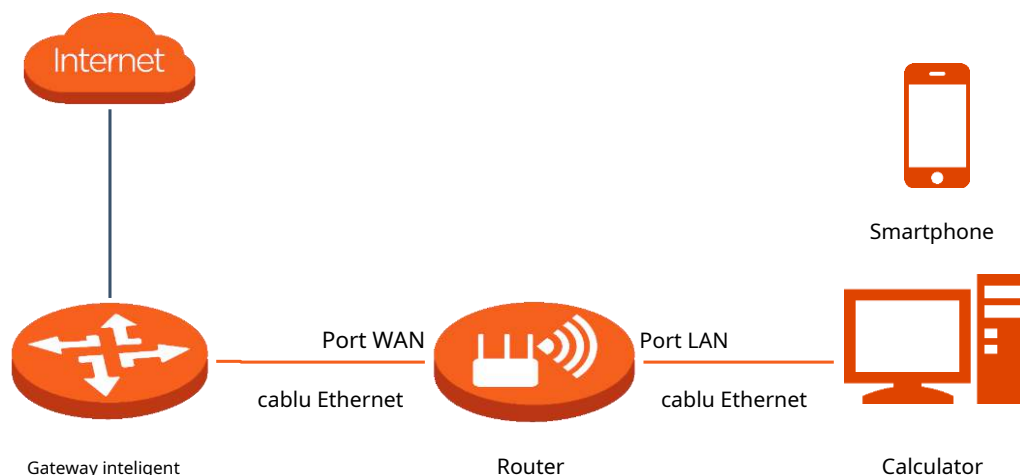 Internet
Smartphone
Port WAN
Port LAN
cablu Ethernet
cablu Ethernet
Gateway inteligent
Router
Calculator